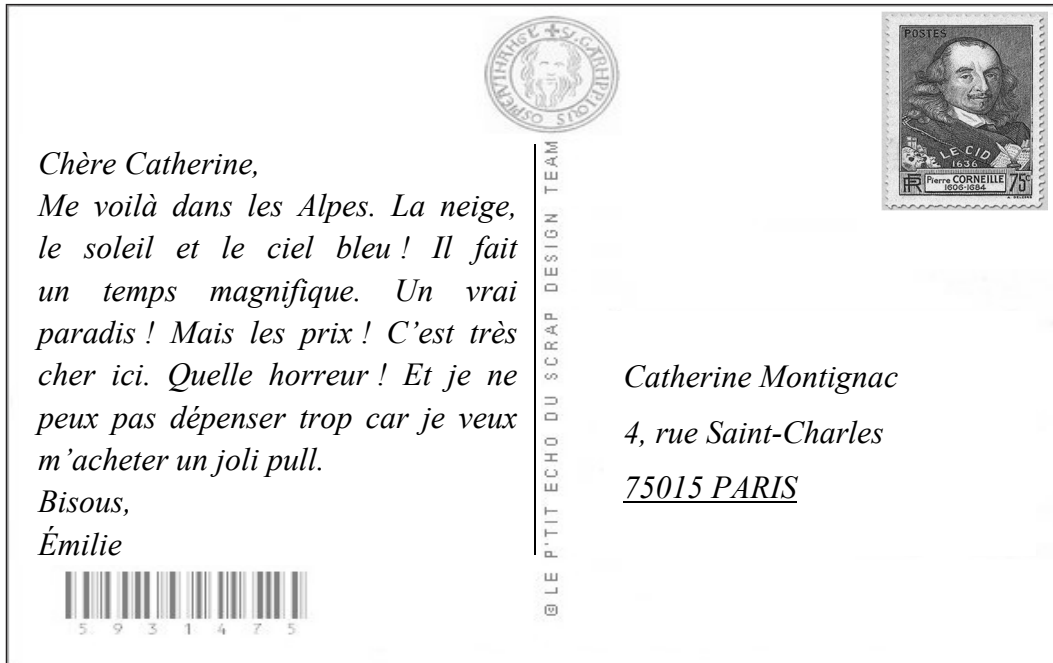 Chère Catherine,
Me voilà dans les Alpes. La neige,
le soleil et le ciel bleu ! Il fait
un temps magnifique. Un vrai
paradis ! Mais les prix ! C’est très
cher ici. Quelle horreur ! Et je ne
peux pas dépenser trop car je veux
m’acheter un joli pull.
Bisous,
Émilie
5 9 3 1 4 7 5
© LE P'TIT ECHO DU SCRAP DESIGN TEAM
POSTES
LE CID
1636
RF
Pierre CORNEILLE
1606-1684
75c
Catherine Montignac
4, rue Saint-Charles
75015 PARIS